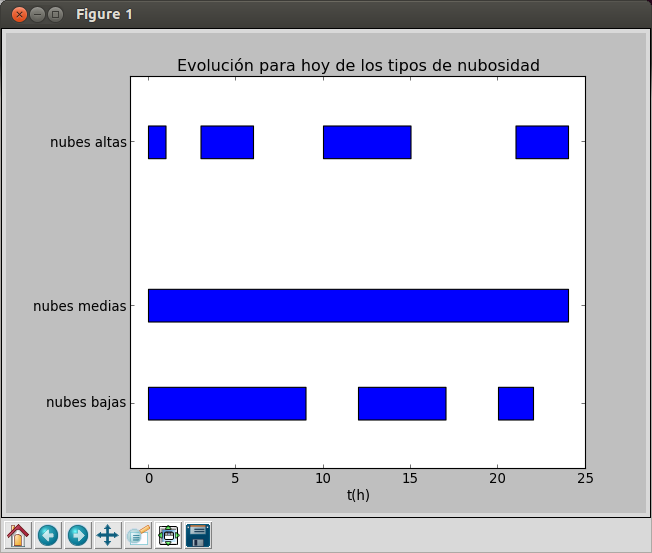 Figure 1
Evolución para hoy de los tipos de nubosidad
nubes altas
nubes medias
nubes bajas
0 5 10 15 20 25
t(h)